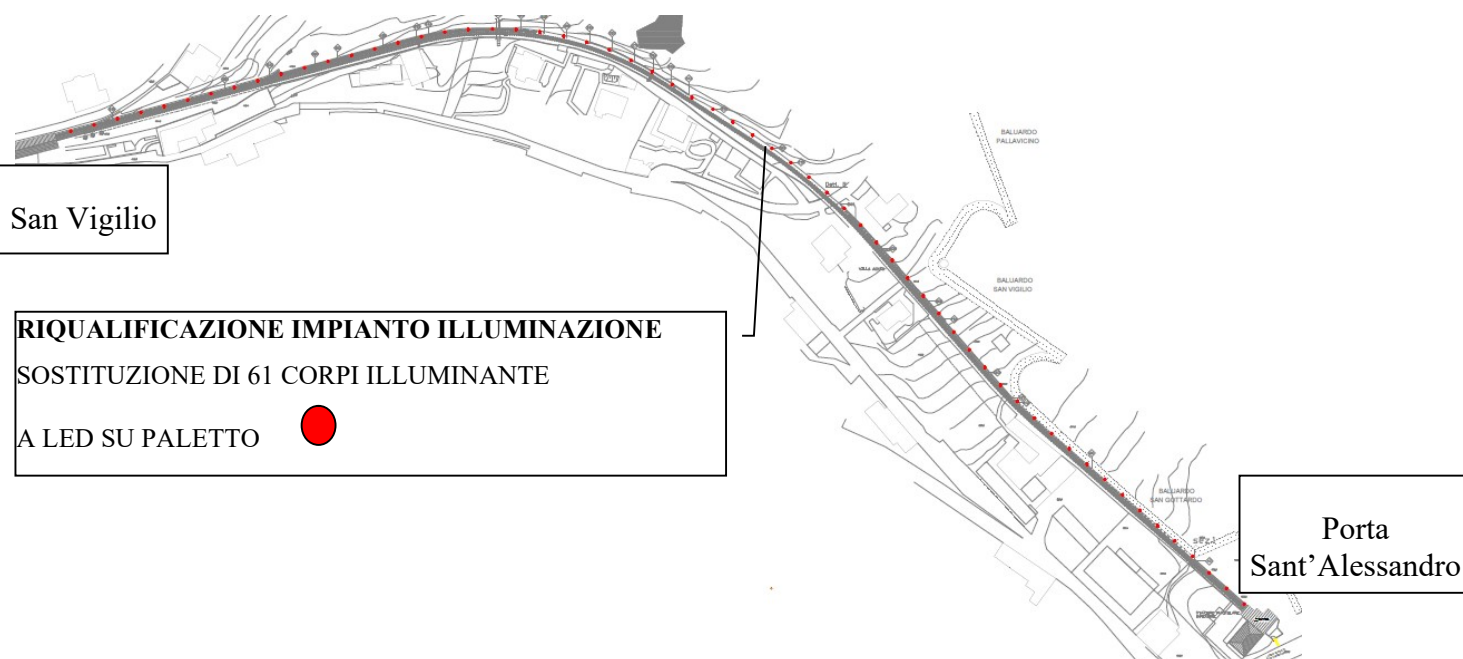 BALUARDO
PALLAVICINO
San Vigilio
BALUARDO
SAN VIGILIO
RIQUALIFICAZIONE IMPIANTO ILLUMINAZIONE
SOSTITUZIONE DI 61 CORPI ILLUMINANTE
A LED SU PALETTO
BALUARDO
SAN GOTTARDO
Porta
Sant’Alessandro